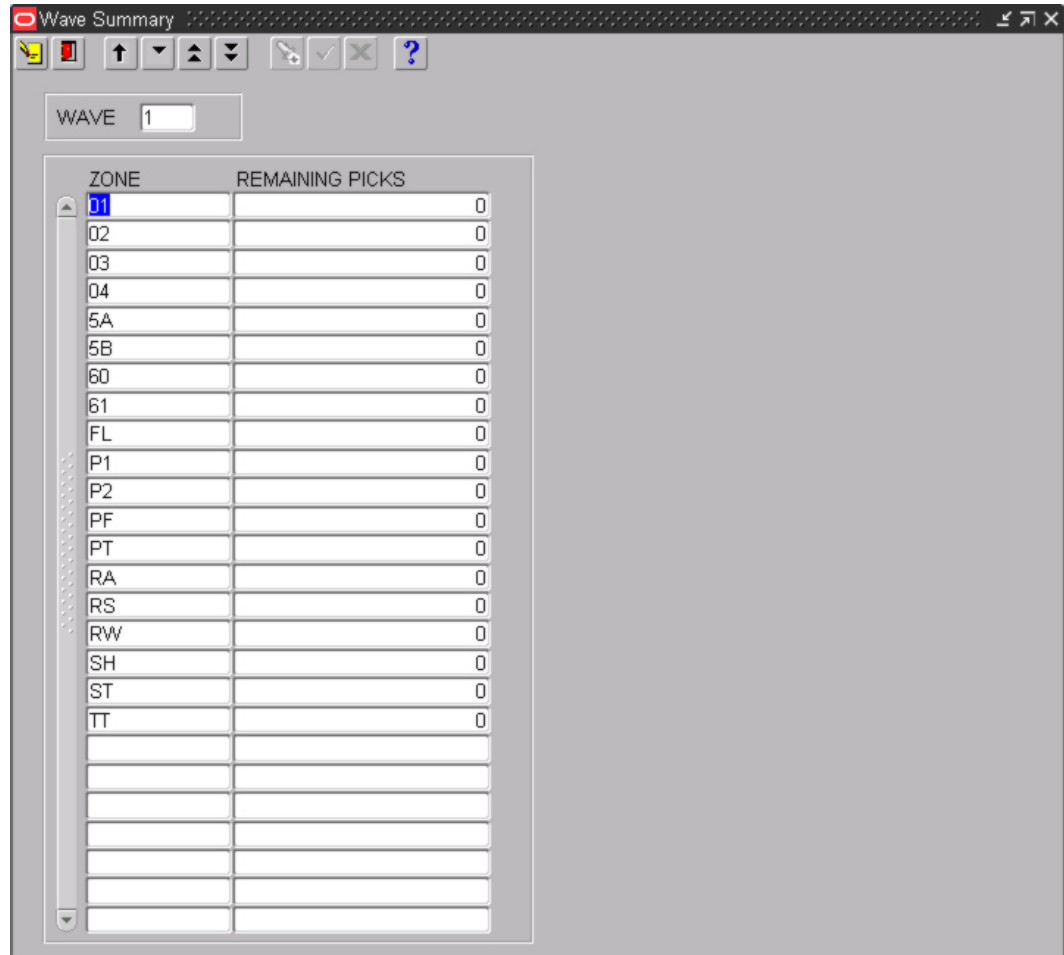 Wave Summary
WAVE 1
ZONE REMAINING PICKS
01 0
02 0
03 0
04 0
5A 0
5B 0
60 0
61 0
FL 0
P1 0
P2 0
PF 0
PT 0
RA 0
RS 0
RW 0
SH 0
ST 0
TT 0